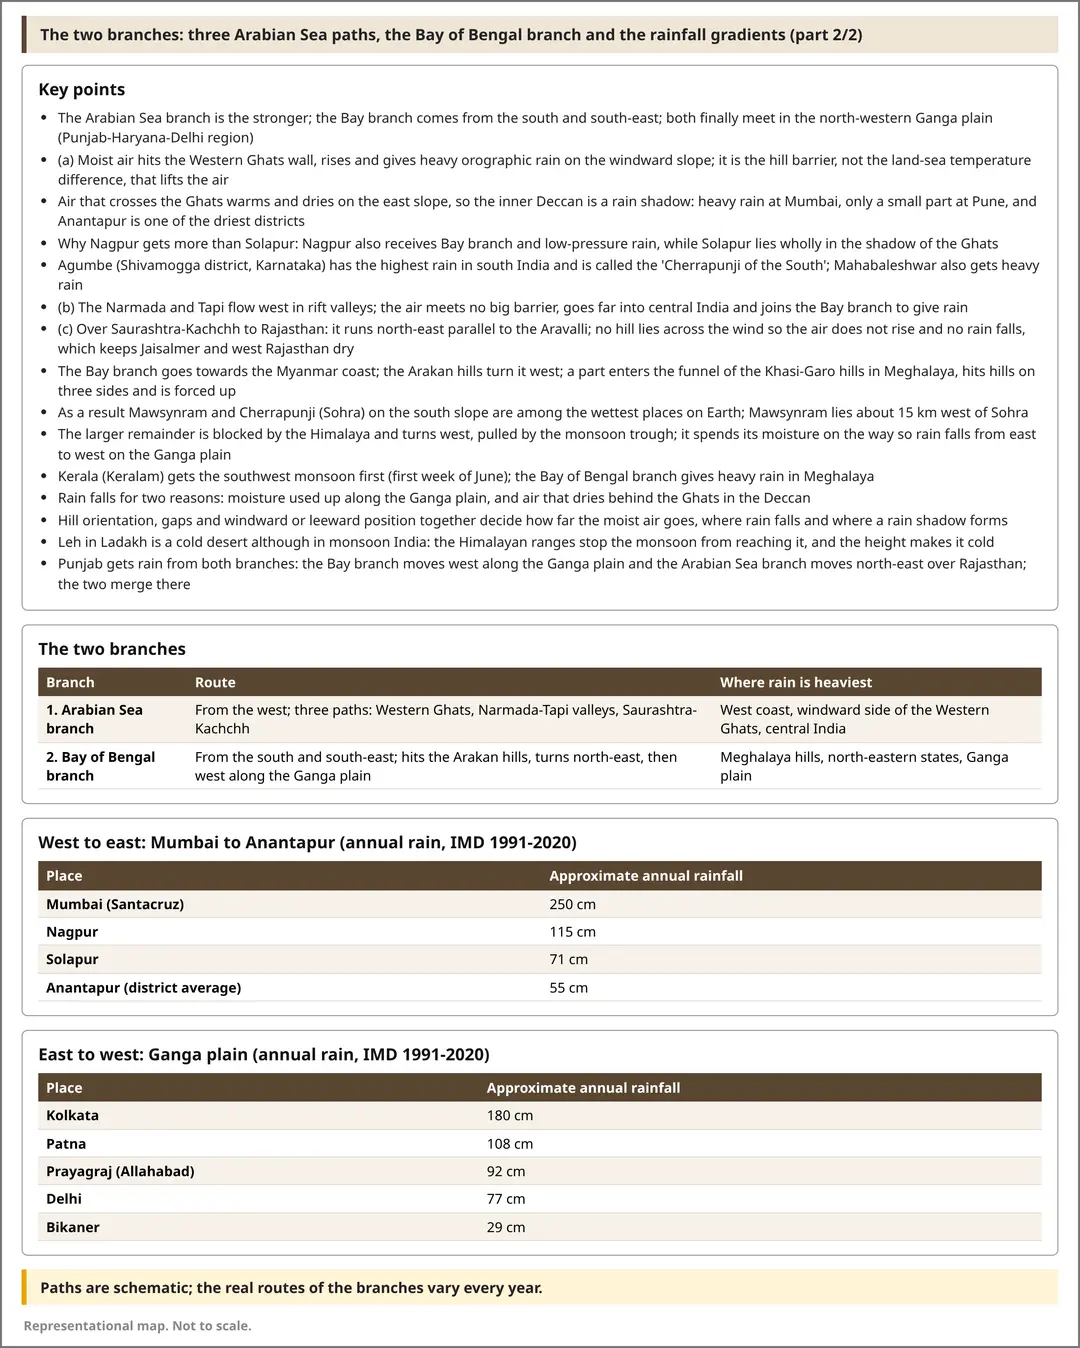 The two branches: three Arabian Sea paths, the Bay of Bengal branch and the rainfall gradients (part 2/2)
Key points
• The Arabian Sea branch is the stronger; the Bay branch comes from the south and south-east; both finally meet in the north-western Ganga plain
(Punjab-Haryana-Delhi region)
• (a) Moist air hits the Western Ghats wall, rises and gives heavy orographic rain on the windward slope; it is the hill barrier, not the land-sea temperature
difference, that lifts the air
• Air that crosses the Ghats warms and dries on the east slope, so the inner Deccan is a rain shadow: heavy rain at Mumbai, only a small part at Pune, and
Anantapur is one of the driest districts
• Why Nagpur gets more than Solapur: Nagpur also receives Bay branch and low-pressure rain, while Solapur lies wholly in the shadow of the Ghats
• Agumbe (Shivamogga district, Karnataka) has the highest rain in south India and is called the 'Cherrapunji of the South'; Mahabaleshwar also gets heavy
rain
• (b) The Narmada and Tapi flow west in rift valleys; the air meets no big barrier, goes far into central India and joins the Bay branch to give rain
• (c) Over Saurashtra-Kachchh to Rajasthan: it runs north-east parallel to the Aravalli; no hill lies across the wind so the air does not rise and no rain falls,
which keeps Jaisalmer and west Rajasthan dry
• The Bay branch goes towards the Myanmar coast; the Arakan hills turn it west; a part enters the funnel of the Khasi-Garo hills in Meghalaya, hits hills on
three sides and is forced up
• As a result Mawsynram and Cherrapunji (Sohra) on the south slope are among the wettest places on Earth; Mawsynram lies about 15 km west of Sohra
• The larger remainder is blocked by the Himalaya and turns west, pulled by the monsoon trough; it spends its moisture on the way so rain falls from east
to west on the Ganga plain
• Kerala (Keralam) gets the southwest monsoon first (first week of June); the Bay of Bengal branch gives heavy rain in Meghalaya
• Rain falls for two reasons: moisture used up along the Ganga plain, and air that dries behind the Ghats in the Deccan
• Hill orientation, gaps and windward or leeward position together decide how far the moist air goes, where rain falls and where a rain shadow forms
• Leh in Ladakh is a cold desert although in monsoon India: the Himalayan ranges stop the monsoon from reaching it, and the height makes it cold
• Punjab gets rain from both branches: the Bay branch moves west along the Ganga plain and the Arabian Sea branch moves north-east over Rajasthan;
the two merge there
The two branches
Branch Route Where rain is heaviest
1. Arabian Sea branch From the west; three paths: Western Ghats, Narmada-Tapi valleys, Saurashtra-Kachchh West coast, windward side of the Western Ghats, central India
2. Bay of Bengal branch From the south and south-east; hits the Arakan hills, turns north-east, then west along the Ganga plain Meghalaya hills, north-eastern states, Ganga plain
West to east: Mumbai to Anantapur (annual rain, IMD 1991-2020)
Place Approximate annual rainfall
Mumbai (Santacruz) 250 cm
Nagpur 115 cm
Solapur 71 cm
Anantapur (district average) 55 cm
East to west: Ganga plain (annual rain, IMD 1991-2020)
Place Approximate annual rainfall
Kolkata 180 cm
Patna 108 cm
Prayagraj (Allahabad) 92 cm
Delhi 77 cm
Bikaner 29 cm
Paths are schematic; the real routes of the branches vary every year.
Representational map. Not to scale.